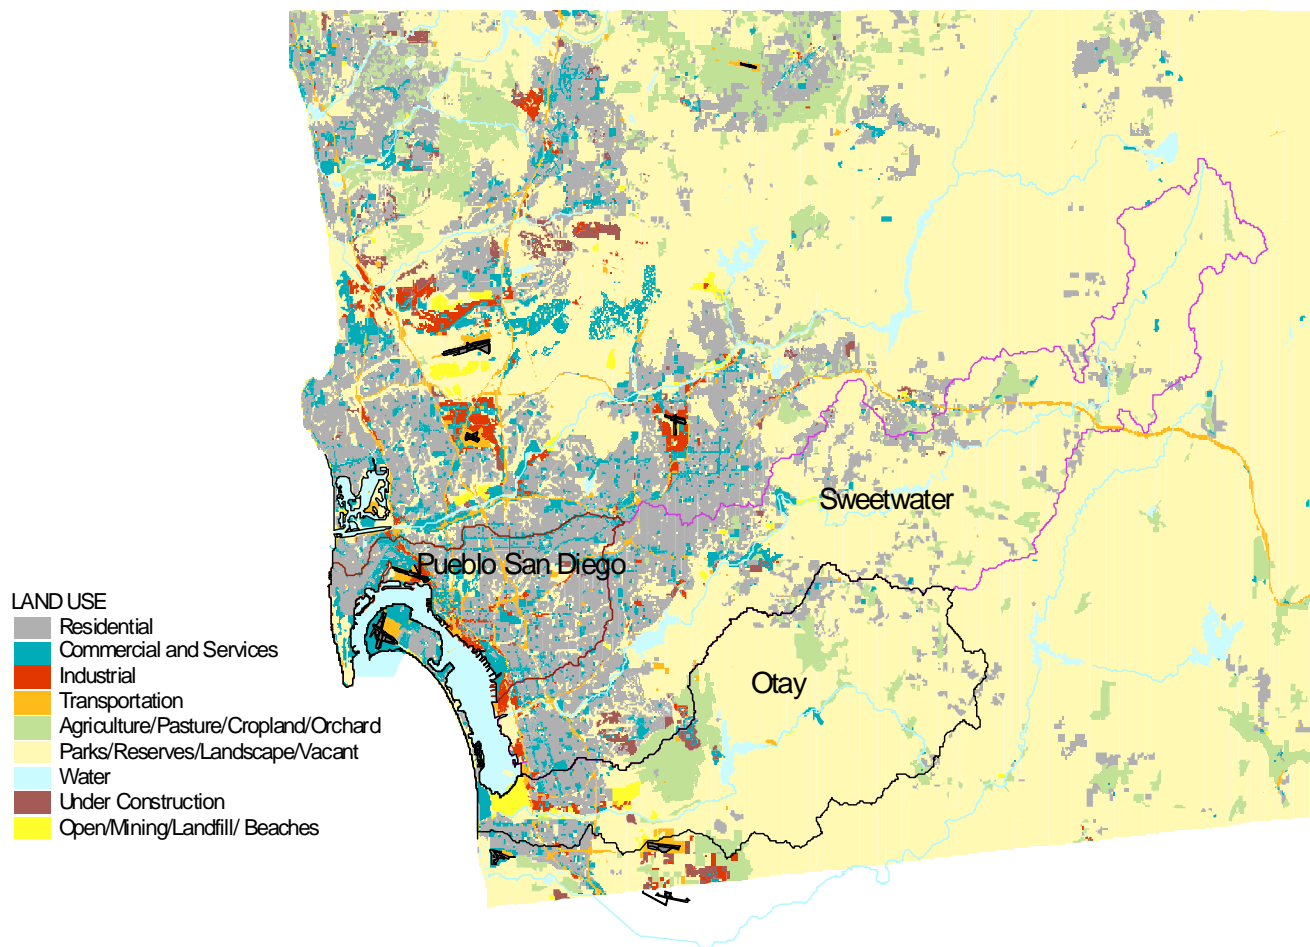 Sweetwater
Pueblo San Diego
Otay
LAND USE
Residential
Commercial and Services
Industrial
Transportation
Agriculture/Pasture/Cropland/Orchard
Parks/Reserves/Landscape/Vacant
Water
Under Construction
Open/Mining/Landfill/ Beaches